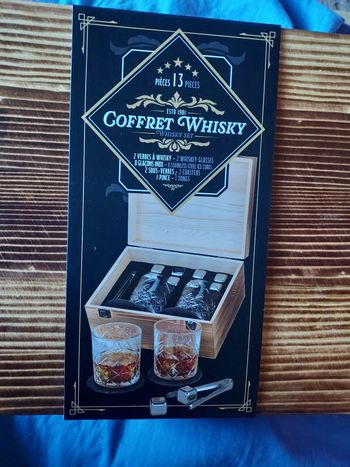 PIÈCES 13 PIECES
ESTD 1981
COFFRET WHISKY
WHISKY SET
2 VERRES À WHISKY - 2 WHISKEY GLASSES
8 GLAÇONS INOX - 8 STAINLESS STEEL ICE CUBES
2 SOUS-VERRES - 2 COASTERS
1 PINCE - 1 TONGS